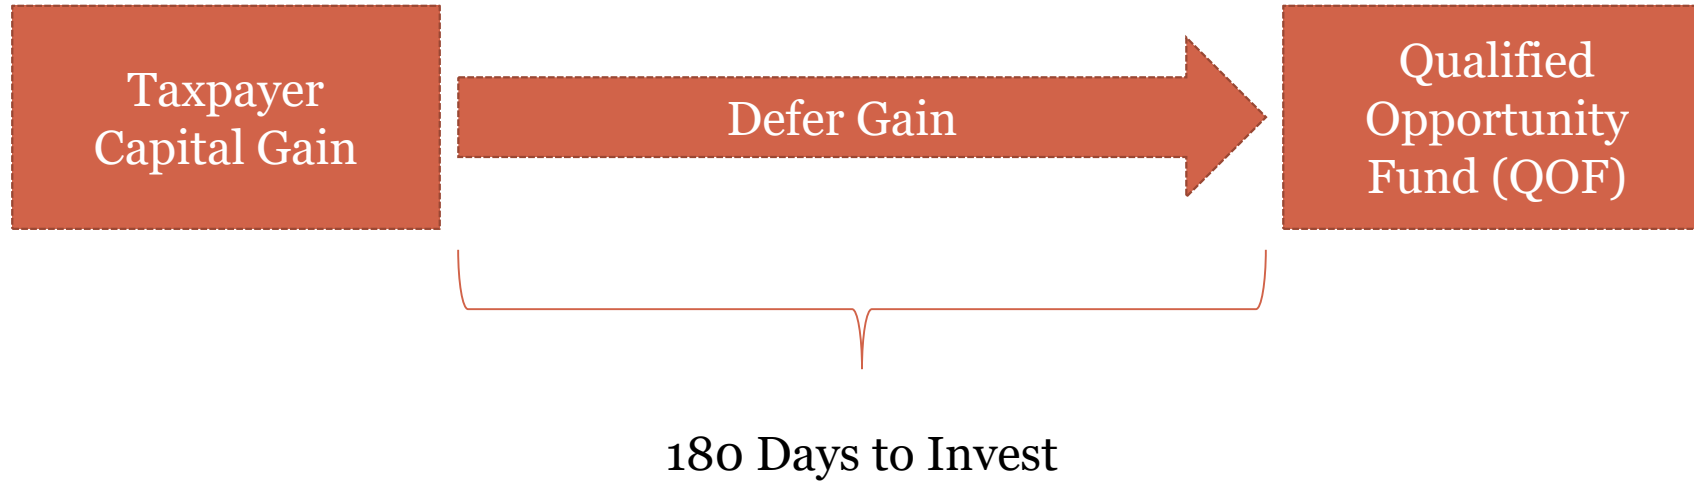 Taxpayer
Capital Gain
Defer Gain
Qualified
Opportunity
Fund (QOF)
180 Days to Invest